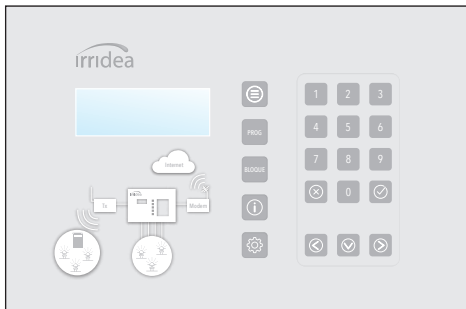 irridea
1 2 3
PROG
4 5 6
BLOQUE
7 8 9
0
Internet
Tx
Modem